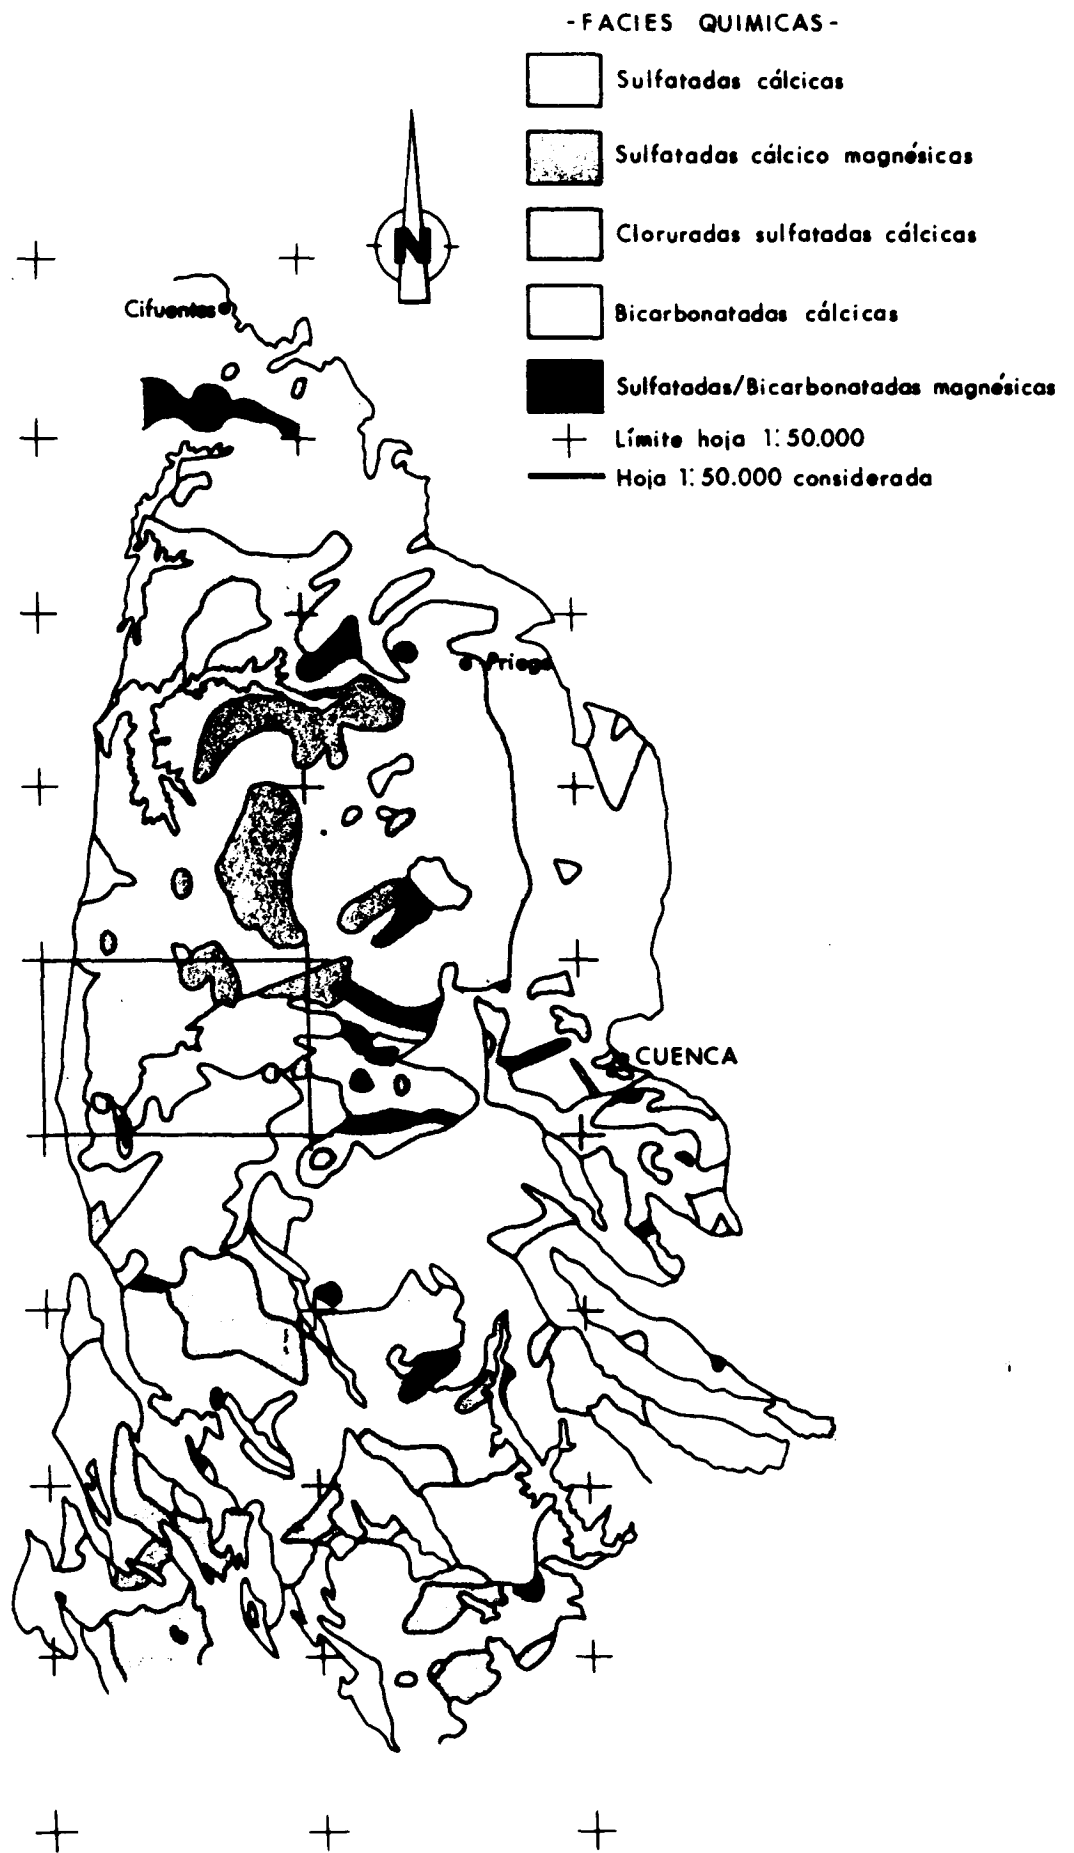 -FACIES QUIMICAS-
Sulfatadas cálcicas
Sulfatadas cálcico magnésicas
Cloruradas sulfatadas cálcicas
Bicarbonatadas cálcicas
Sulfatadas/Bicarbonatadas magnésicas
Límite hoja 1:50.000
Hoja 1:50.000 considerada
N
Cifuentes
Priego
CUENCA